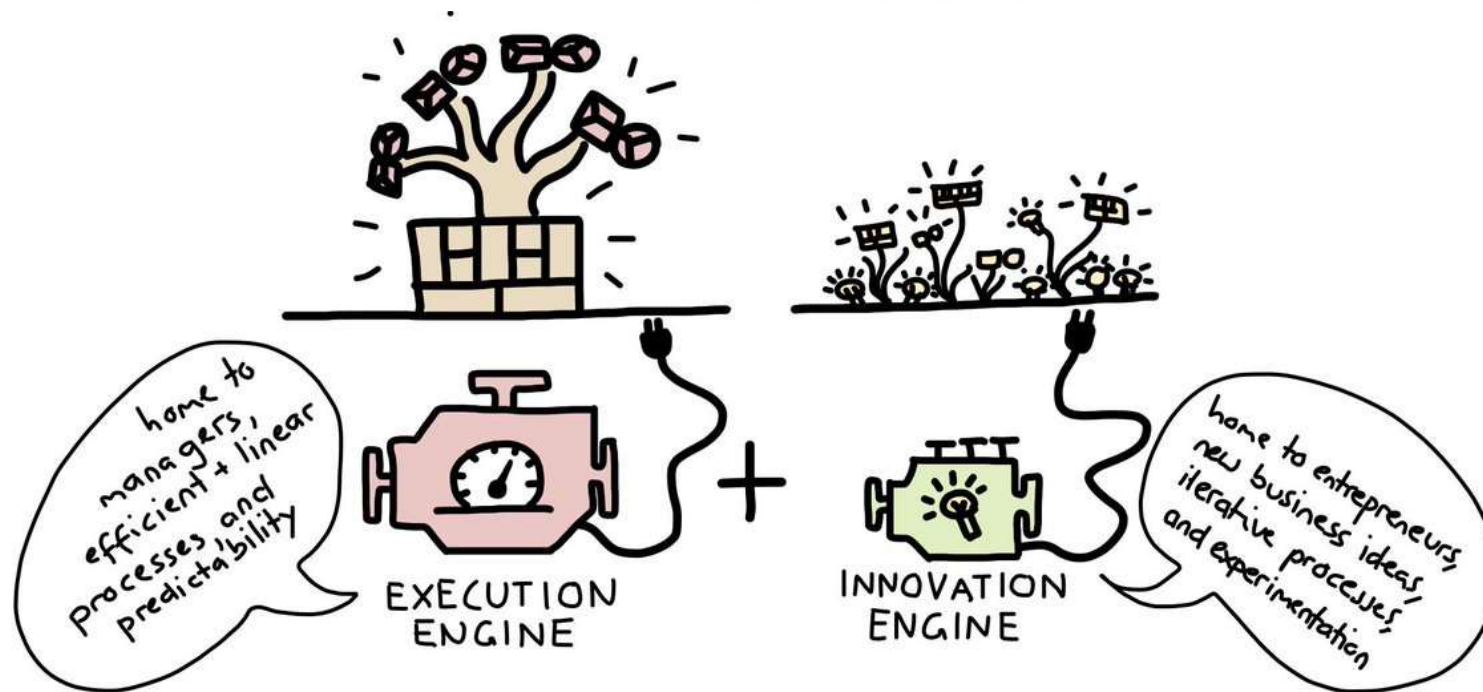 home to
managers,
efficient + linear
processes, and
predictability
EXECUTION
ENGINE
+
INNOVATION
ENGINE
home to entrepreneurs,
new business ideas,
iterative processes,
and experimentation